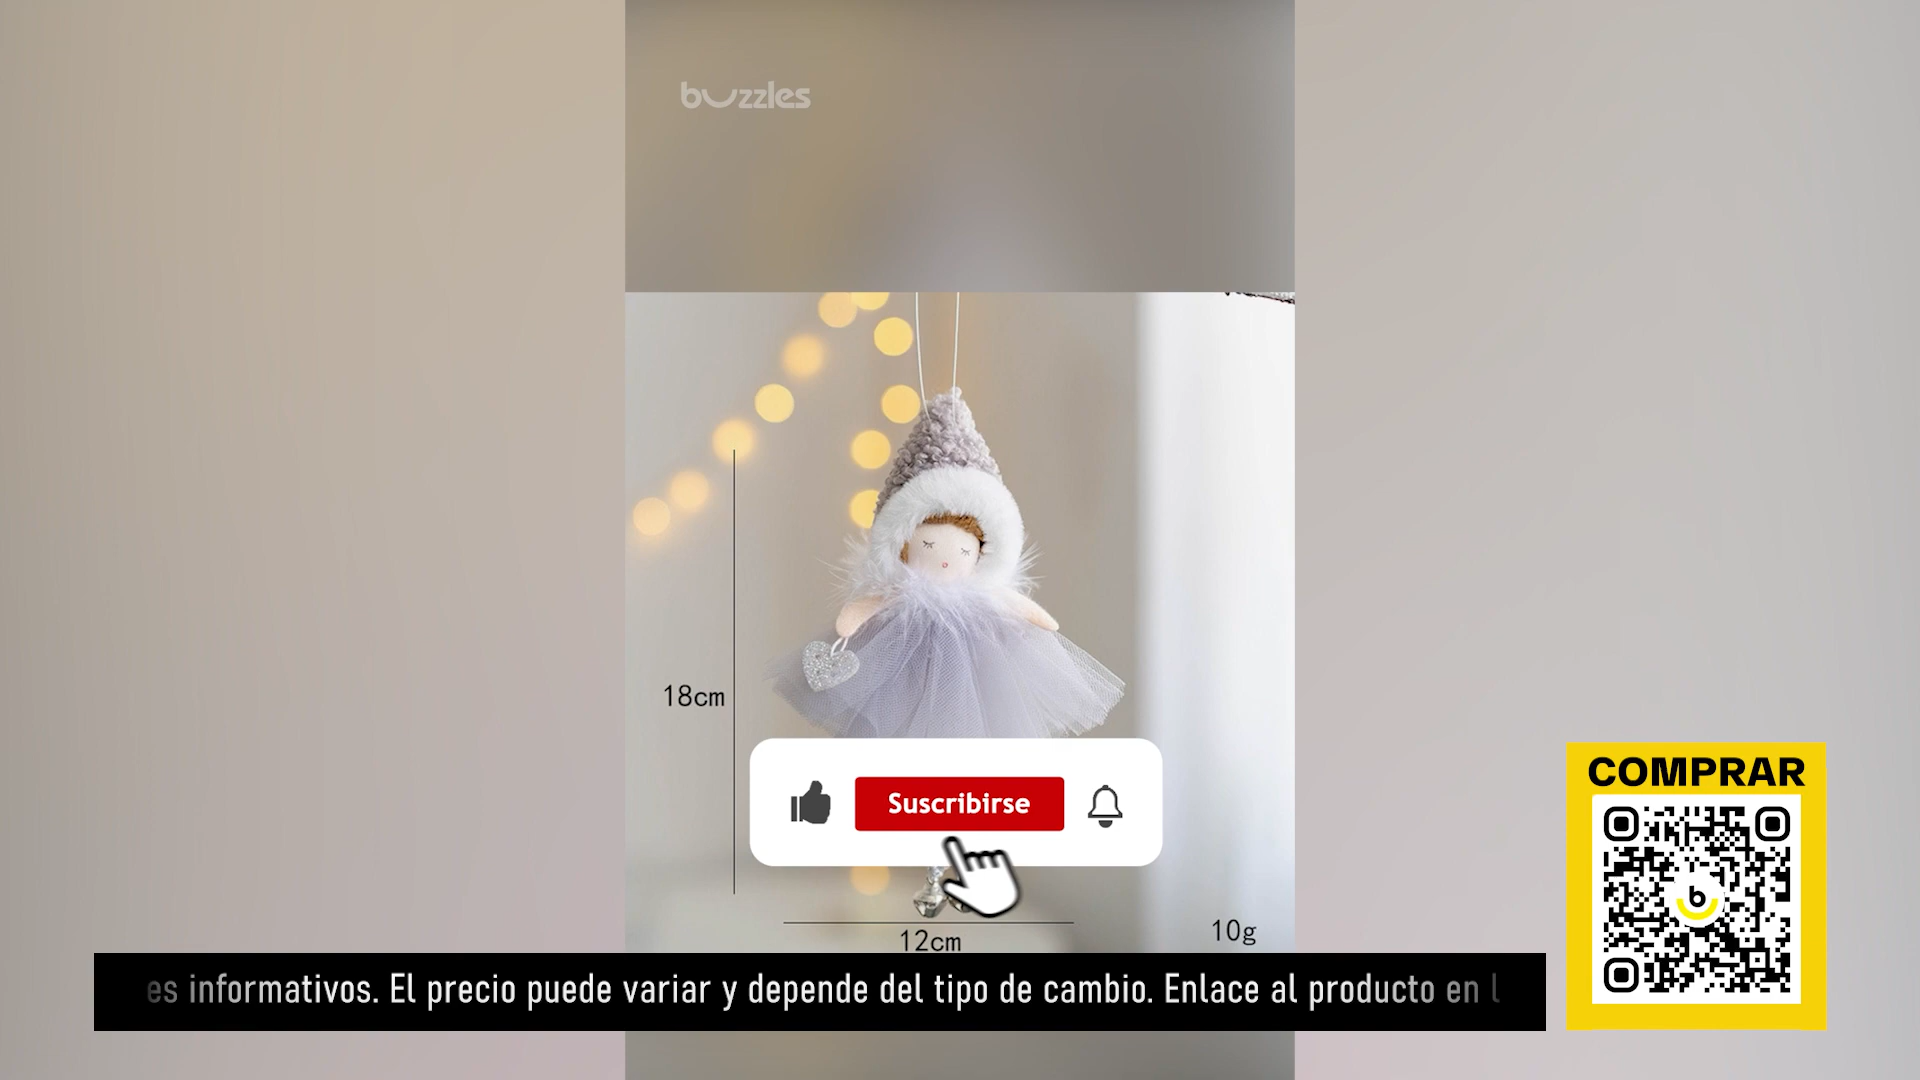 buzzles
18cm
Suscribirse
12cm
10g
COMPRAR
b
es informativos. El precio puede variar y depende del tipo de cambio. Enlace al producto en l